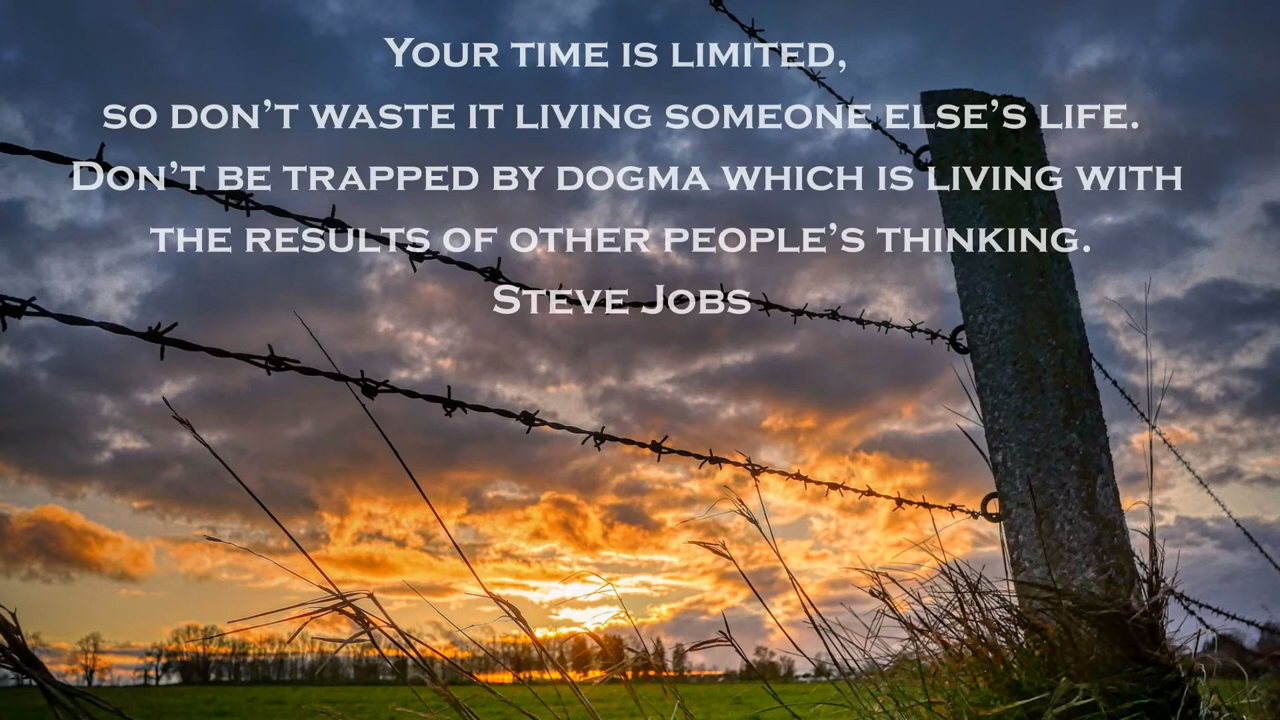 Your time is limited,
so don’t waste it living someone else’s life.
Don’t be trapped by dogma which is living with
the results of other people’s thinking.
Steve Jobs